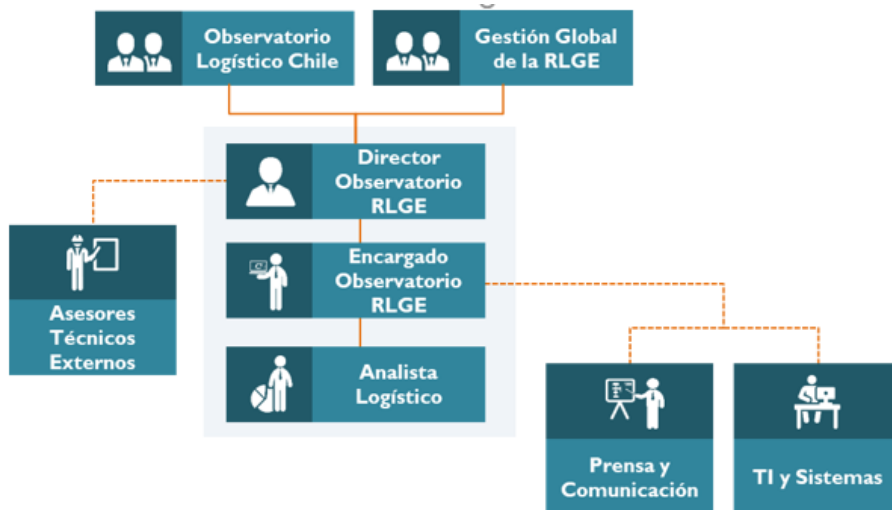 Observatorio
Logístico Chile
Gestión Global
de la RLGE
Director
Observatorio
RLGE
Asesores
Técnicos
Externos
Encargado
Observatorio
RLGE
Analista
Logístico
Prensa y
Comunicación
TI y Sistemas